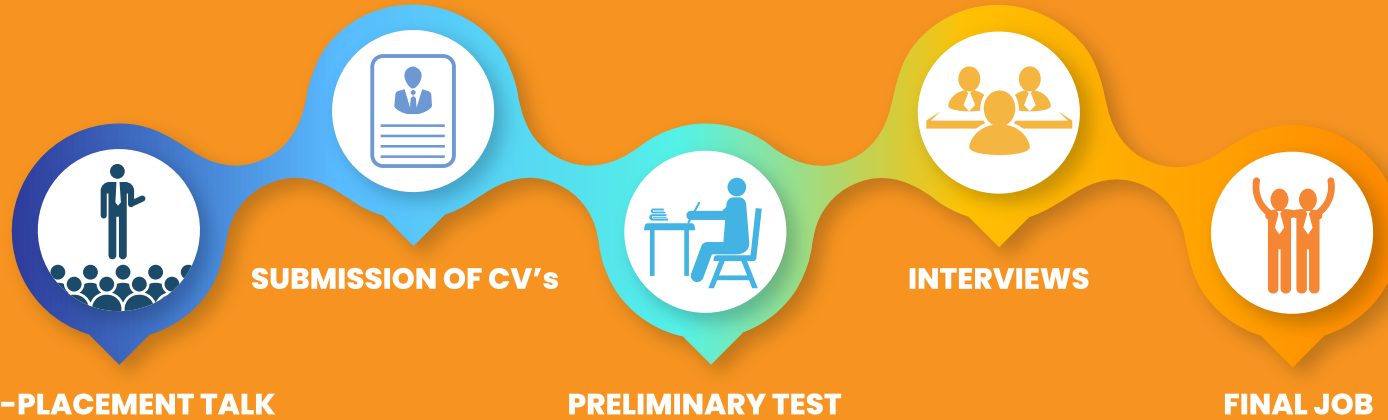 -PLACEMENT TALK
SUBMISSION OF CV’s
PRELIMINARY TEST
INTERVIEWS
FINAL JOB